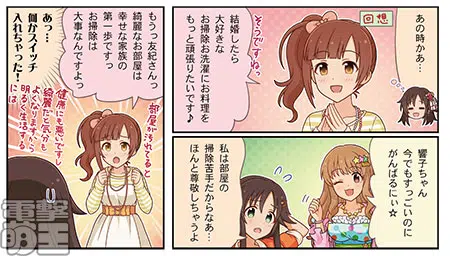 回想
あの時かあ…
そうですねっ
結婚したら
大好きな
お掃除お洗濯にお料理を
もっと頑張りたいです♪
響子ちゃん
今でもすっごいのに
がんばるにぃ☆
私は部屋の
掃除苦手だからなあ…
ほんと尊敬しちゃうよ
もうっ友紀さんっ
綺麗なお部屋は
幸せな家族の
第一歩ですっ
お掃除は
大事なんですよっ
部屋が汚れてると
健康にも悪いですし
綺麗だと気分も
よくなりますから
明るく生活する
には
あっ…
何かスイッチ
入れちゃった!
電撃
萌王